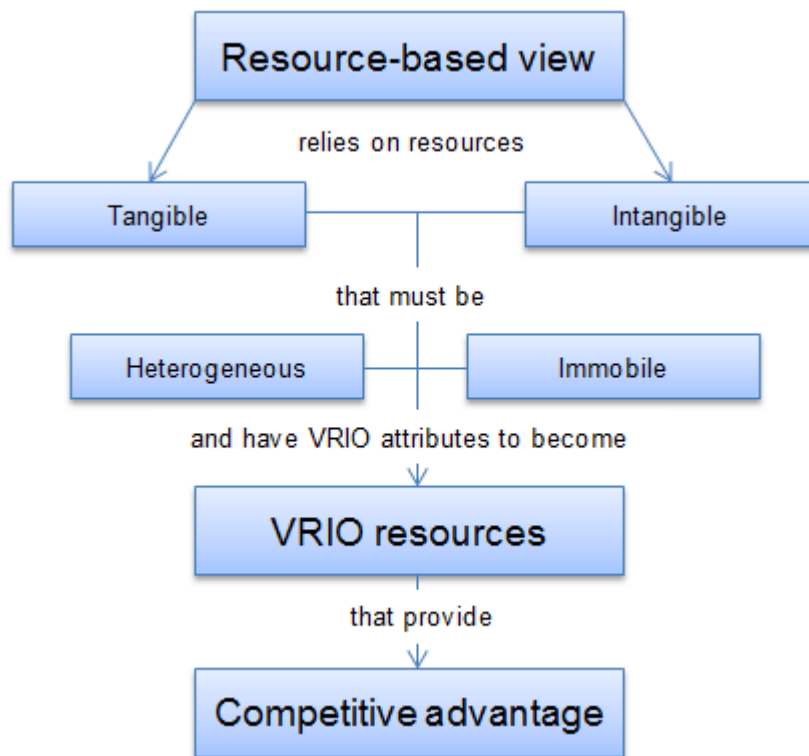 Resource-based view
relies on resources
Tangible
Intangible
that must be
Heterogeneous
Immobile
and have VRIO attributes to become
VRIO resources
that provide
Competitive advantage